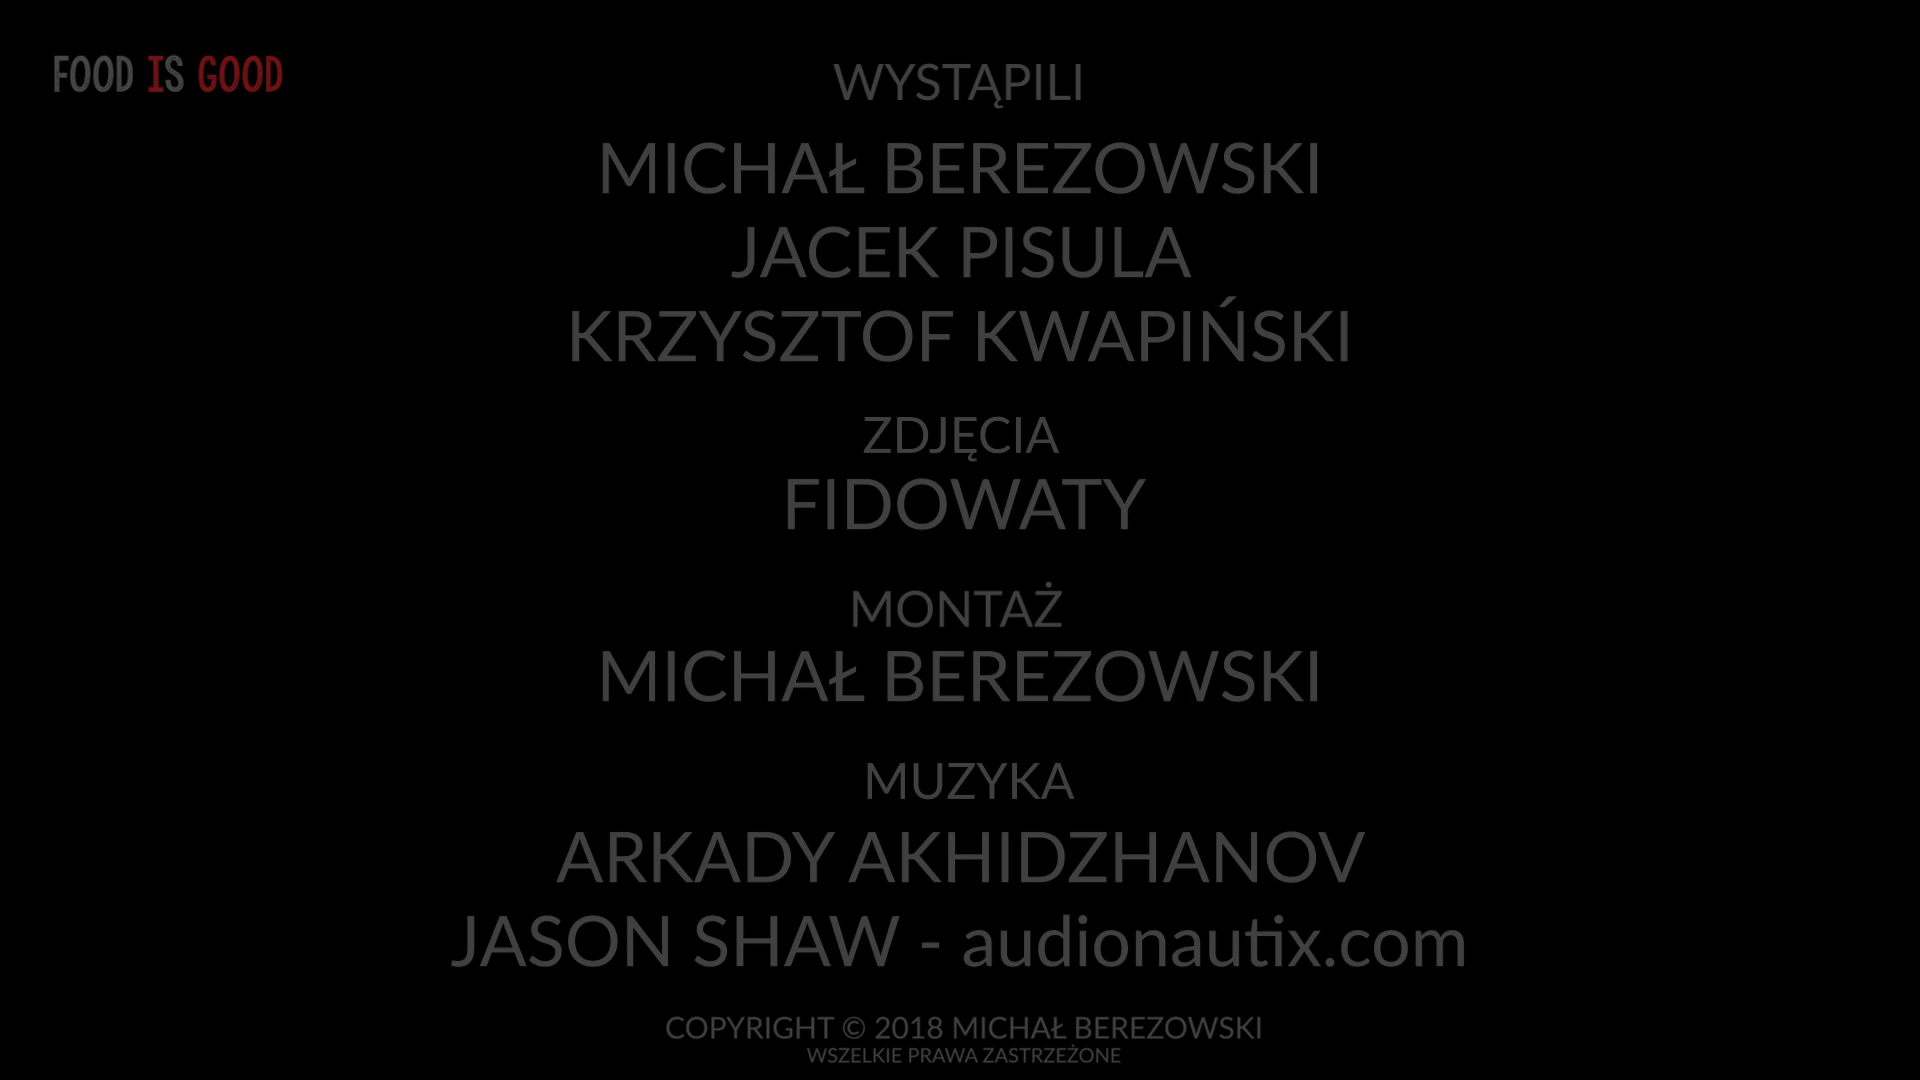 FOOD IS GOOD
WYSTĄPILI
MICHAŁ BEREZOWSKI
JACEK PISULA
KRZYSZTOF KWAPIŃSKI
ZDJĘCIA
FIDOWATY
MONTAŻ
MICHAŁ BEREZOWSKI
MUZYKA
ARKADY AKHIDZHANOV
JASON SHAW - audionautix.com
COPYRIGHT © 2018 MICHAŁ BEREZOWSKI
WSZELKIE PRAWA ZASTRZEŻONE